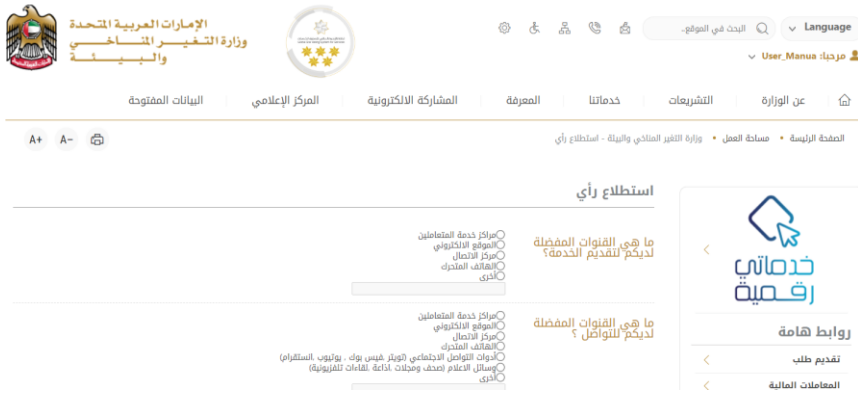 الإمارات العربية المتحدة
وزارة التغير المناخي
والبيئة
البحث في الموقع..
Language
مرحبا: User_Manua
عن الوزارة
التشريعات
خدماتنا
المعرفة
المشاركة الالكترونية
المركز الإعلامي
البيانات المفتوحة
الصفحة الرئيسة • مساحة العمل • وزارة التغير المناخي والبيئة - استطلاع رأي
A- A+
خدماتي
رقمية
روابط هامة
تقديم طلب
المعاملات المالية
استطلاع رأي
ما هي القنوات المفضلة
لديكم لتقديم الخدمة؟
مراكز خدمة المتعاملين
الموقع الالكتروني
مركز الاتصال
الهاتف المتحرك
أخرى
ما هي القنوات المفضلة
لديكم للتواصل ؟
مراكز خدمة المتعاملين
الموقع الالكتروني
مركز الاتصال
الهاتف المتحرك
أدوات التواصل الاجتماعي (تويتر .فيس بوك . يوتيوب .انستقرام)
وسائل الاعلام (صحف ومجلات .اذاعة .لقاءات تلفزيونية)
أخرى